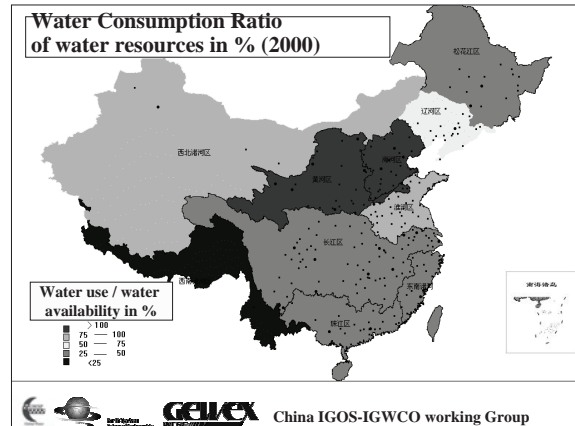 Water Consumption Ratio
of water resources in % (2000)
松花江区
辽河区
西北诸河区
黄河区
淮河区
长江区
东南诸河
珠江区
南海诸岛
Water use / water
availability in %
> 100
75 — 100
50 — 75
25 — 50
<25
GEWEX
China IGOS-IGWCO working Group